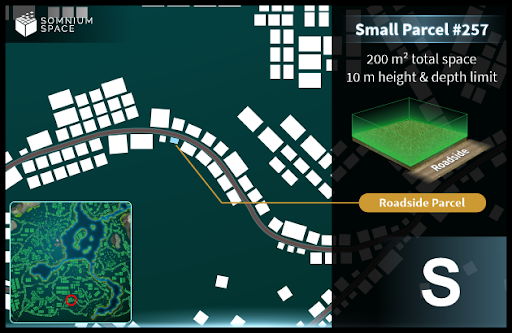 SOMNIUM
SPACE
Small Parcel #257
200 m² total space
10 m height & depth limit
Roadside
Roadside Parcel
S